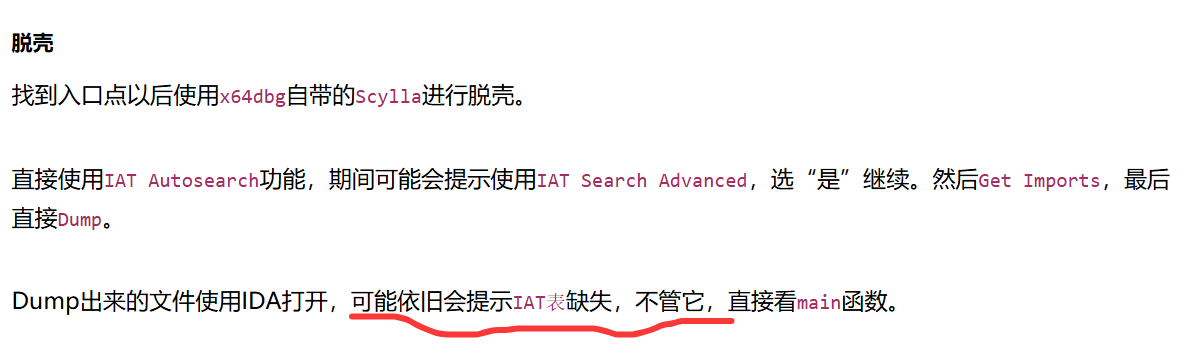 脱壳
找到入口点以后使用x64dbg自带的Scylla进行脱壳。
直接使用IAT Autosearch功能，期间可能会提示使用IAT Search Advanced，选“是”继续。然后Get Imports，最后
直接Dump。
Dump出来的文件使用IDA打开，可能依旧会提示IAT表缺失，不管它，直接看main函数。